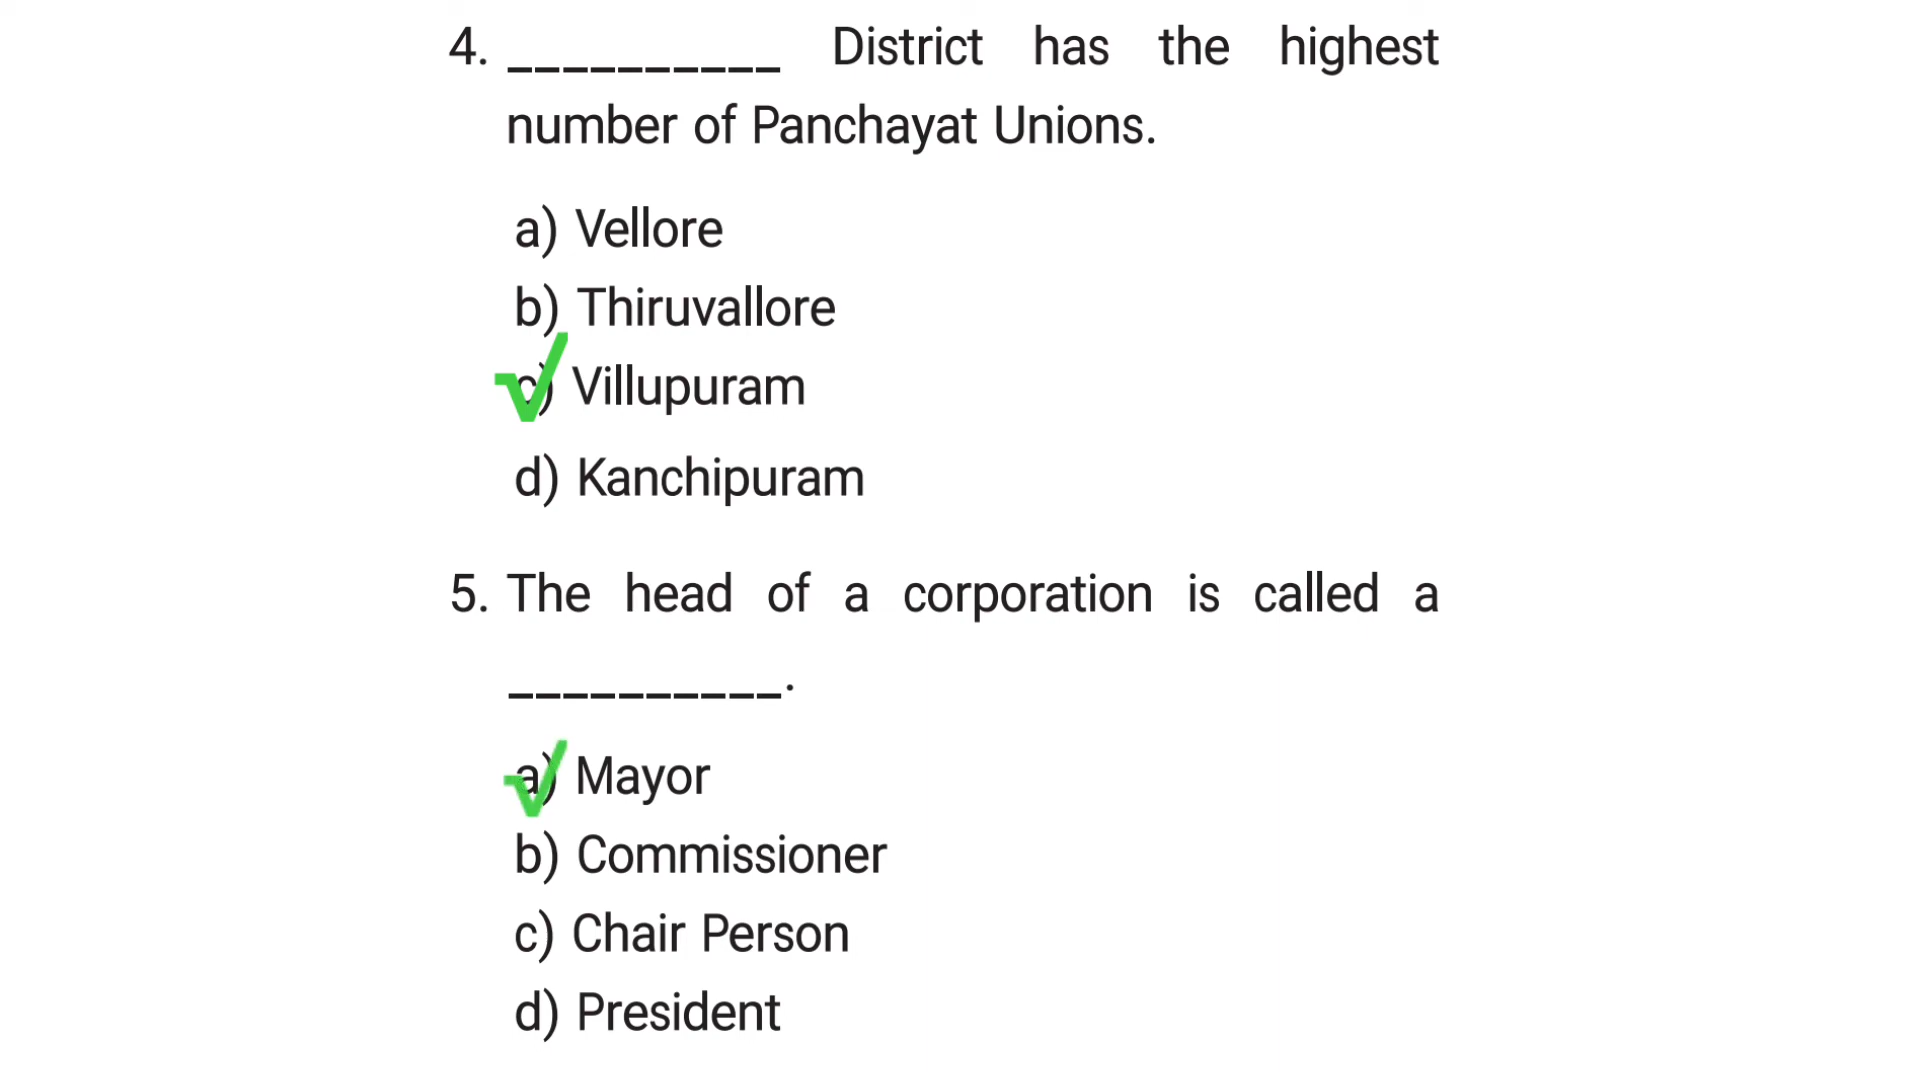 4. __________ District has the highest
number of Panchayat Unions.
a) Vellore
b) Thiruvallore
c) Villupuram
d) Kanchipuram
5. The head of a corporation is called a
__________.
a) Mayor
b) Commissioner
c) Chair Person
d) President